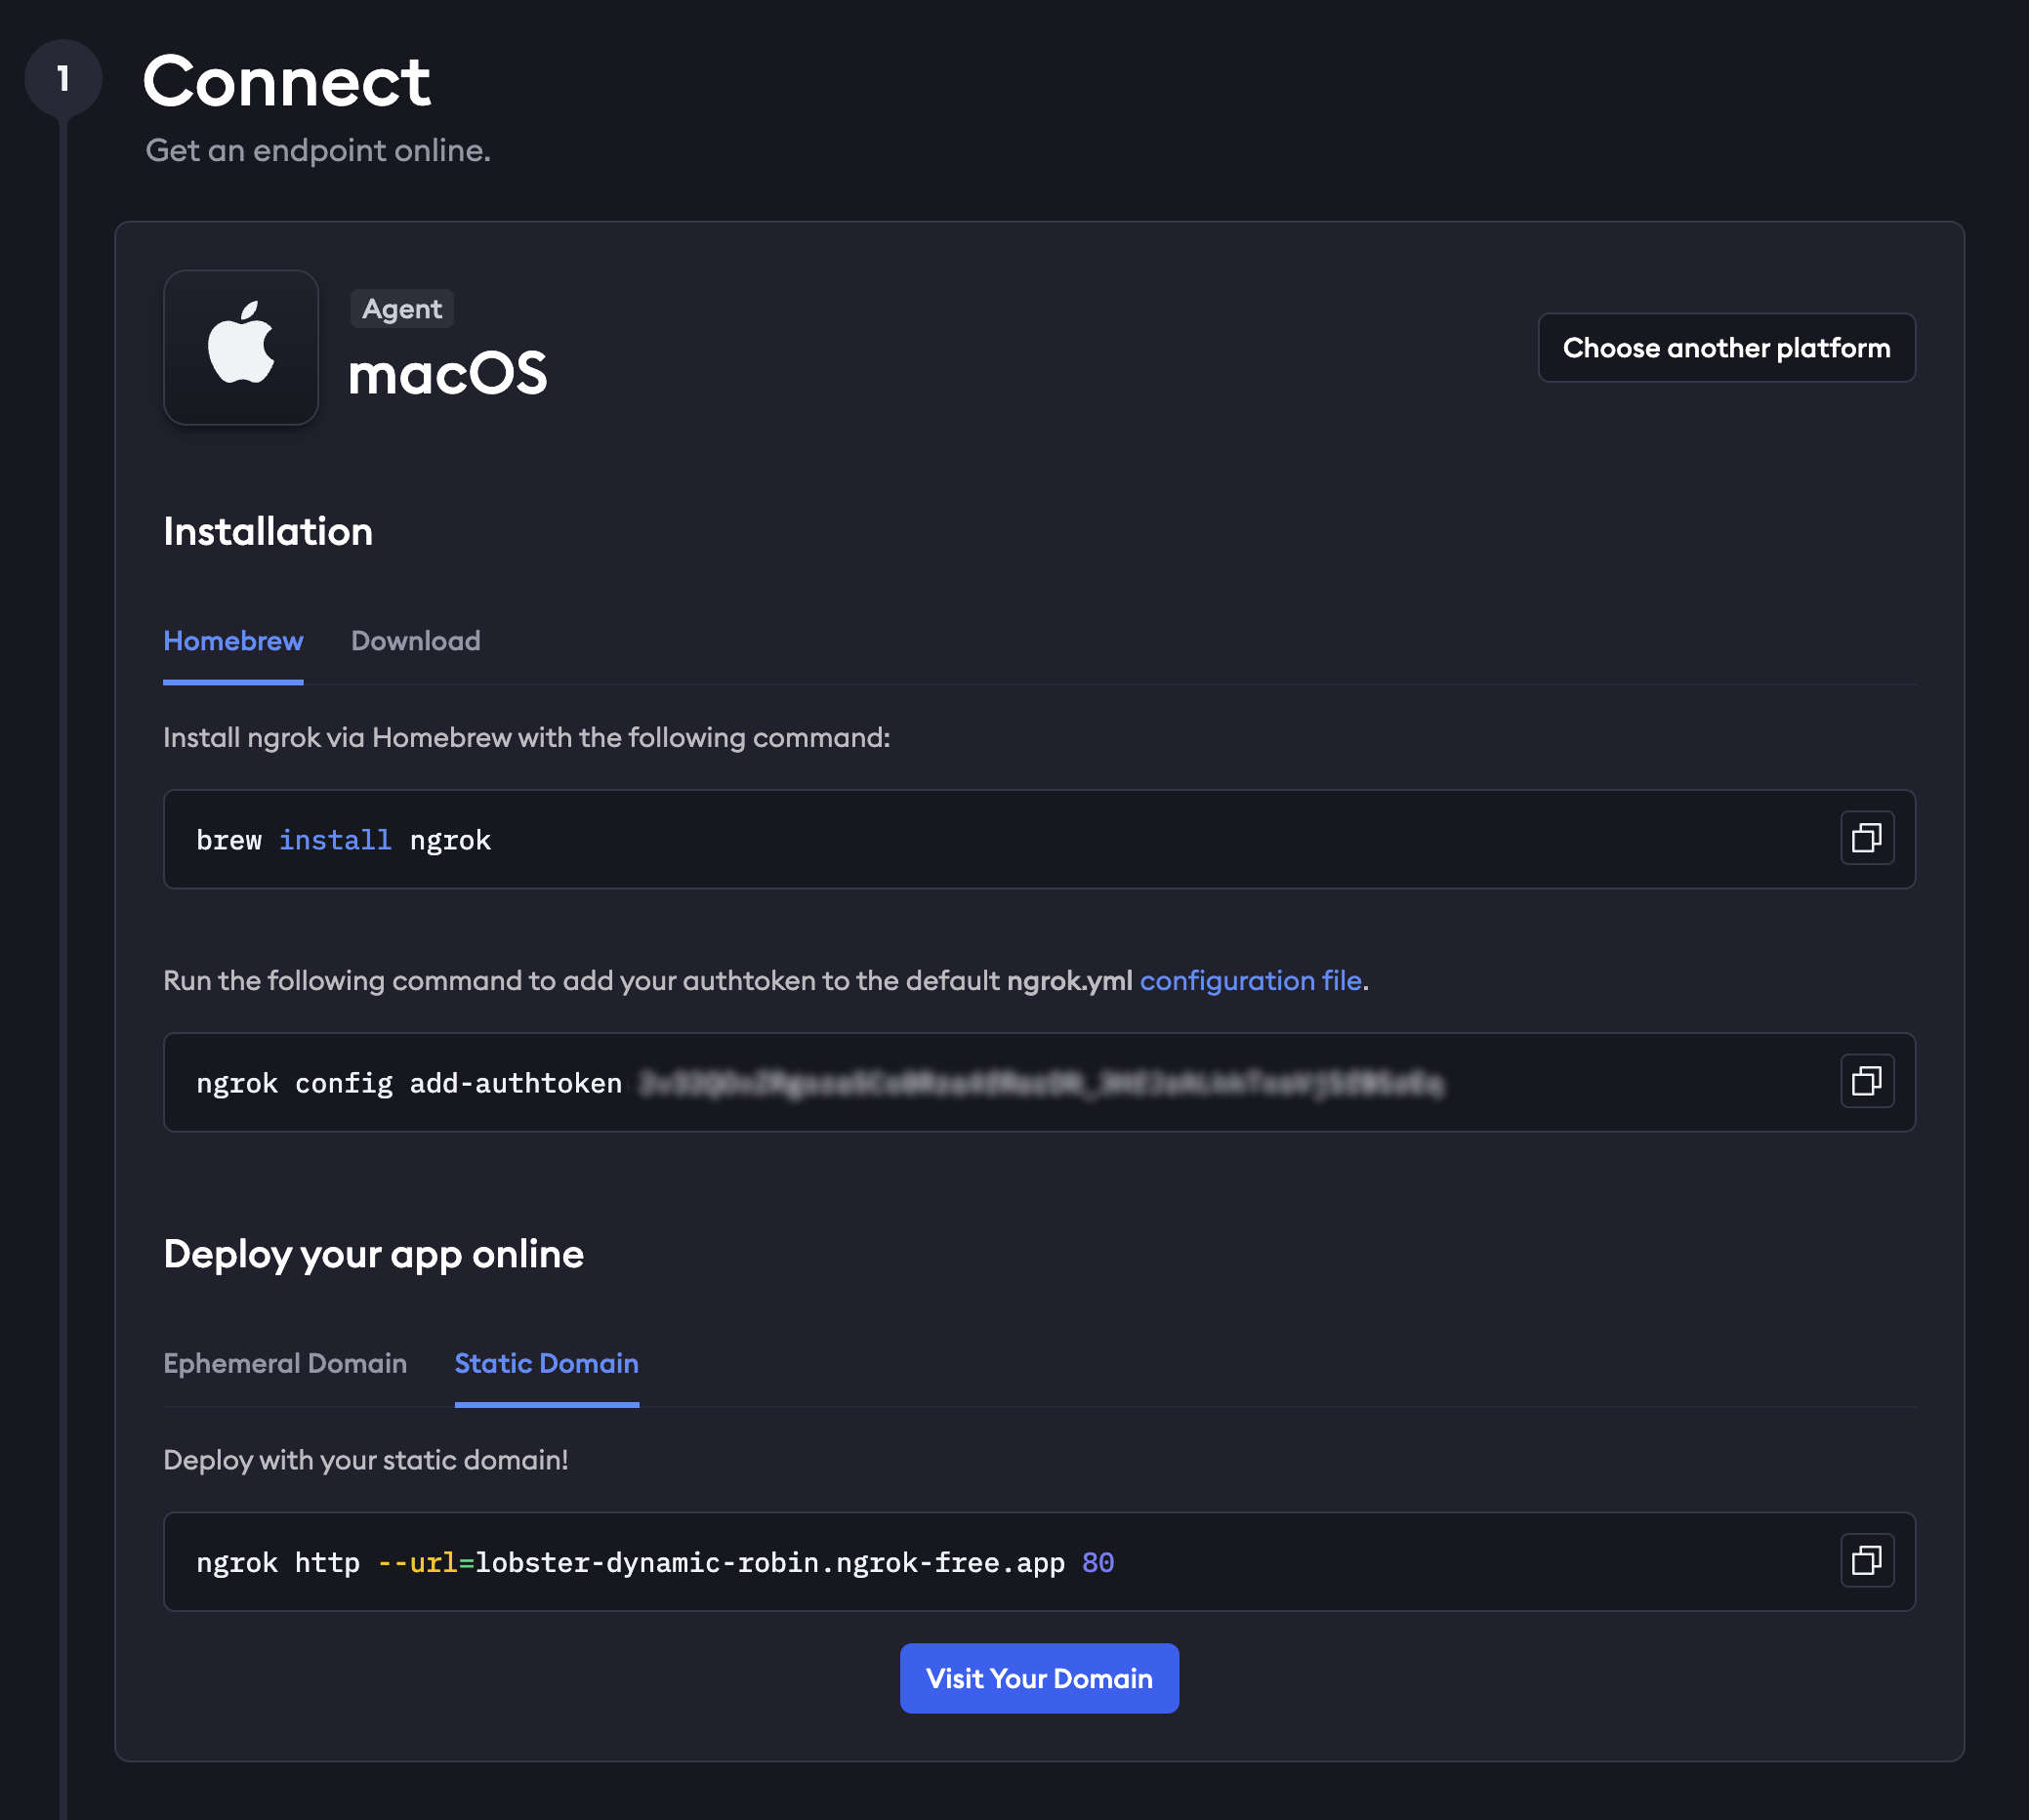 1
Connect
Get an endpoint online.
Agent
macOS
Choose another platform
Installation
Homebrew Download
Install ngrok via Homebrew with the following command:
brew install ngrok
Run the following command to add your authtoken to the default ngrok.yml configuration file.
ngrok config add-authtoken
Deploy your app online
Ephemeral Domain Static Domain
Deploy with your static domain!
ngrok http --url=lobster-dynamic-robin.ngrok-free.app 80
Visit Your Domain